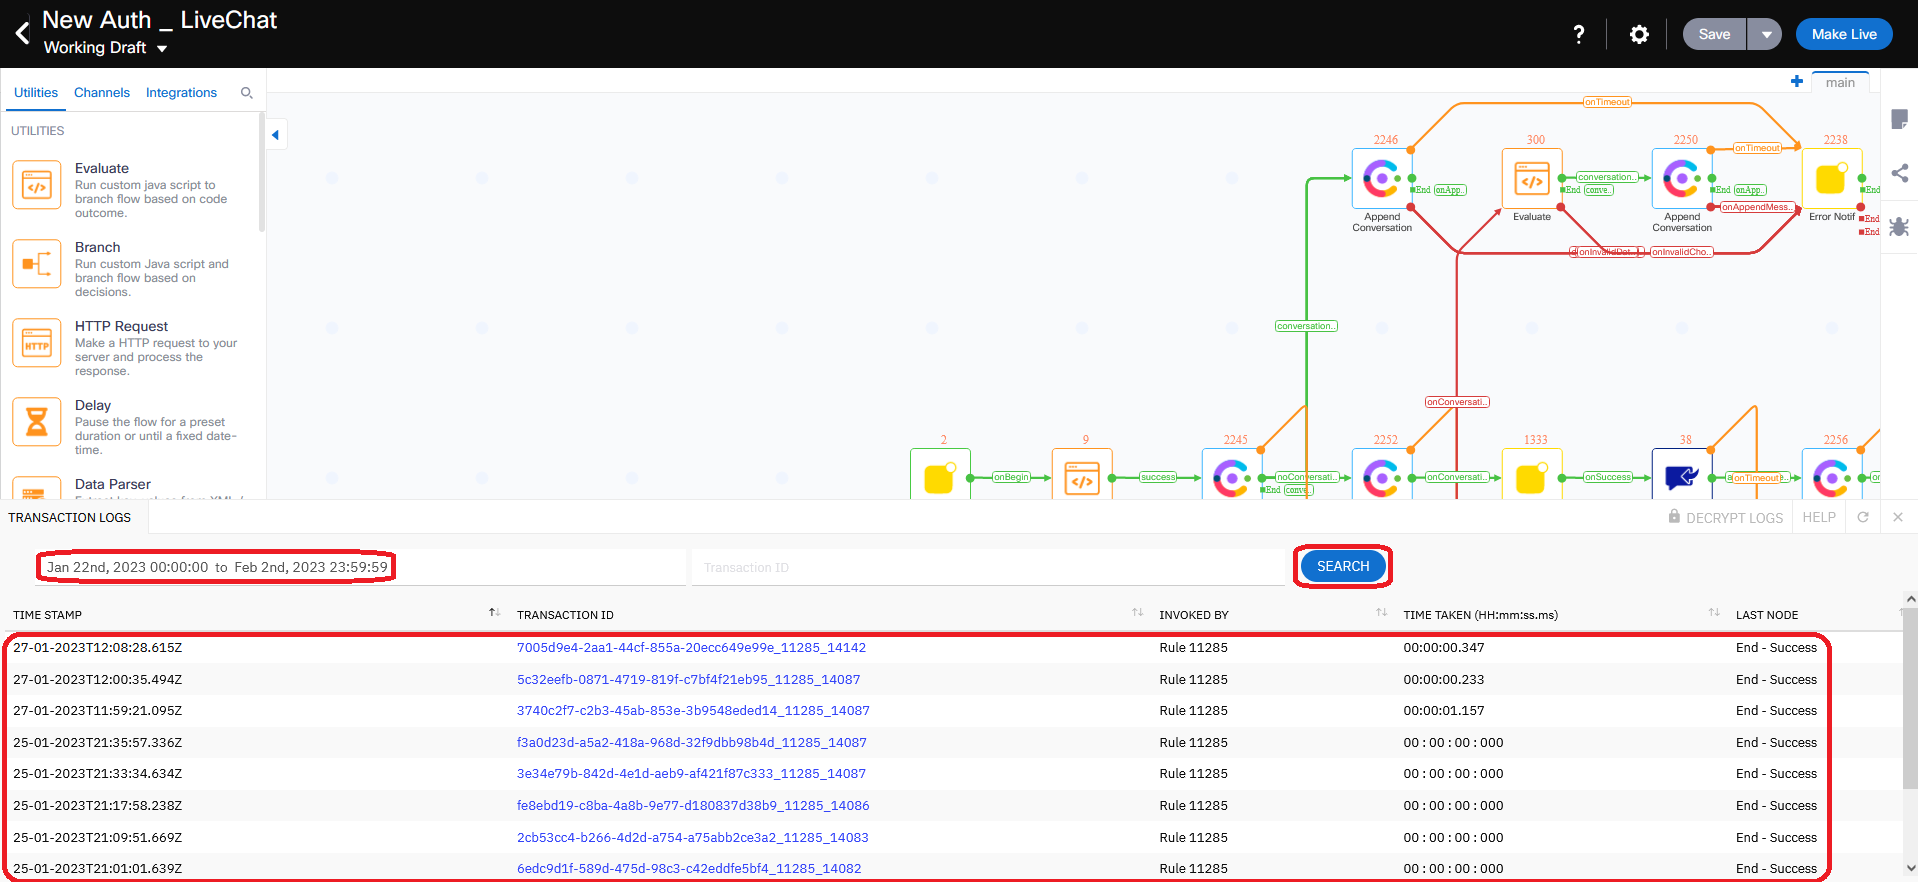 New Auth _ LiveChat
Working Draft
?
Save
Make Live
Utilities Channels Integrations
main
UTILITIES
Evaluate
Run custom java script to
branch flow based on code
outcome.
Branch
Run custom Java script and
branch flow based on
decisions.
HTTP
HTTP Request
Make a HTTP request to your
server and process the
response.
Delay
Pause the flow for a preset
duration or until a fixed date-
time.
Data Parser
onTimeout
2246 300 2250 2238
onTimeout
conversation..
End onApp.. End conve.. End onApp.. End
onAppendMess..
Append
Conversation
Evaluate
Append
Conversation
Error Notif
End
End
onInvalidDat.. onInvalidCho..
conversation..
onConversati..
2 9 2245 2252 1333 38 2256
onBegin success noConversati.. onConversati.. onSuccess onTimeout
End conve..
TRANSACTION LOGS
DECRYPT LOGS HELP
Jan 22nd, 2023 00:00:00 to Feb 2nd, 2023 23:59:59
Transaction ID
SEARCH
TIME STAMP TRANSACTION ID INVOKED BY TIME TAKEN (HH:mm:ss.ms) LAST NODE
27-01-2023T12:08:28.615Z 7005d9e4-2aa1-44cf-855a-20ecc649e99e_11285_14142 Rule 11285 00:00:00.347 End - Success
27-01-2023T12:00:35.494Z 5c32eefb-0871-4719-819f-c7bf4f21eb95_11285_14087 Rule 11285 00:00:00.233 End - Success
27-01-2023T11:59:21.095Z 3740c2f7-c2b3-45ab-853e-3b9548eded14_11285_14087 Rule 11285 00:00:01.157 End - Success
25-01-2023T21:35:57.336Z f3a0d23d-a5a2-418a-968d-32f9dbb98b4d_11285_14087 Rule 11285 00 : 00 : 00 : 000 End - Success
25-01-2023T21:33:34.634Z 3e34e79b-842d-4e1d-aeb9-af421f87c333_11285_14087 Rule 11285 00 : 00 : 00 : 000 End - Success
25-01-2023T21:17:58.238Z fe8ebd19-c8ba-4a8b-9e77-d180837d38b9_11285_14086 Rule 11285 00 : 00 : 00 : 000 End - Success
25-01-2023T21:09:51.669Z 2cb53cc4-b266-4d2d-a754-a75abb2ce3a2_11285_14083 Rule 11285 00 : 00 : 00 : 000 End - Success
25-01-2023T21:01:01.639Z 6edc9d1f-589d-475d-98c3-c42eddfe5bf4_11285_14082 Rule 11285 00 : 00 : 00 : 000 End - Success